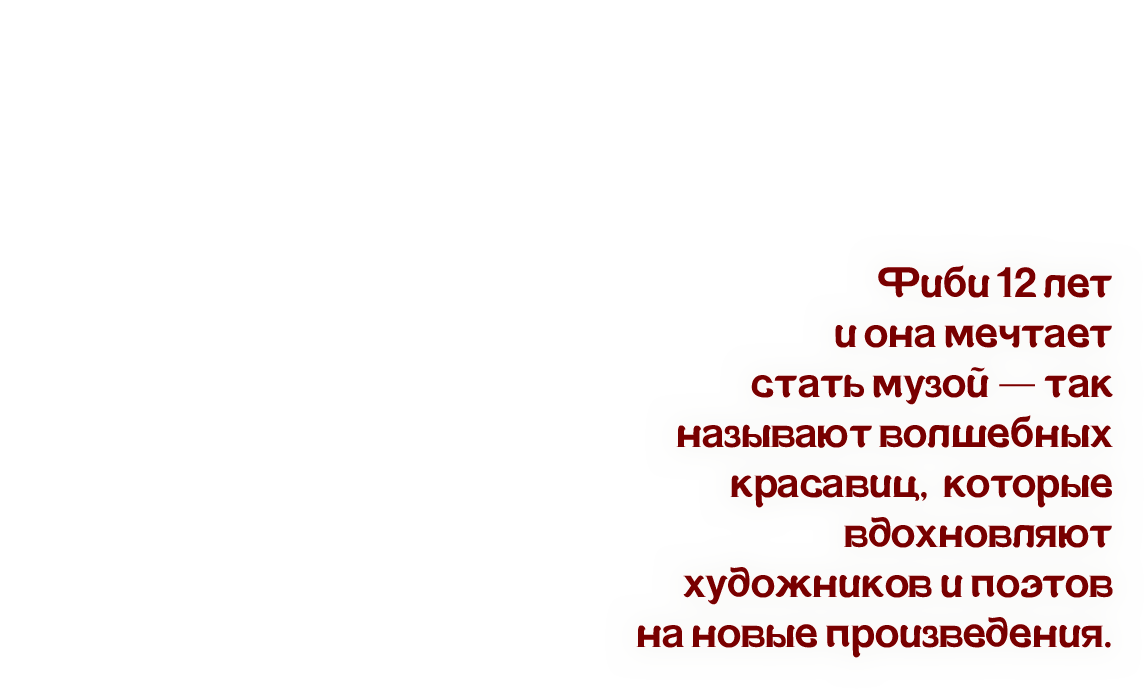 Фиби 12 лет
и она мечтает
стать музой — так
называют волшебных
красавиц, которые
вдохновляют
художников и поэтов
на новые произведения.